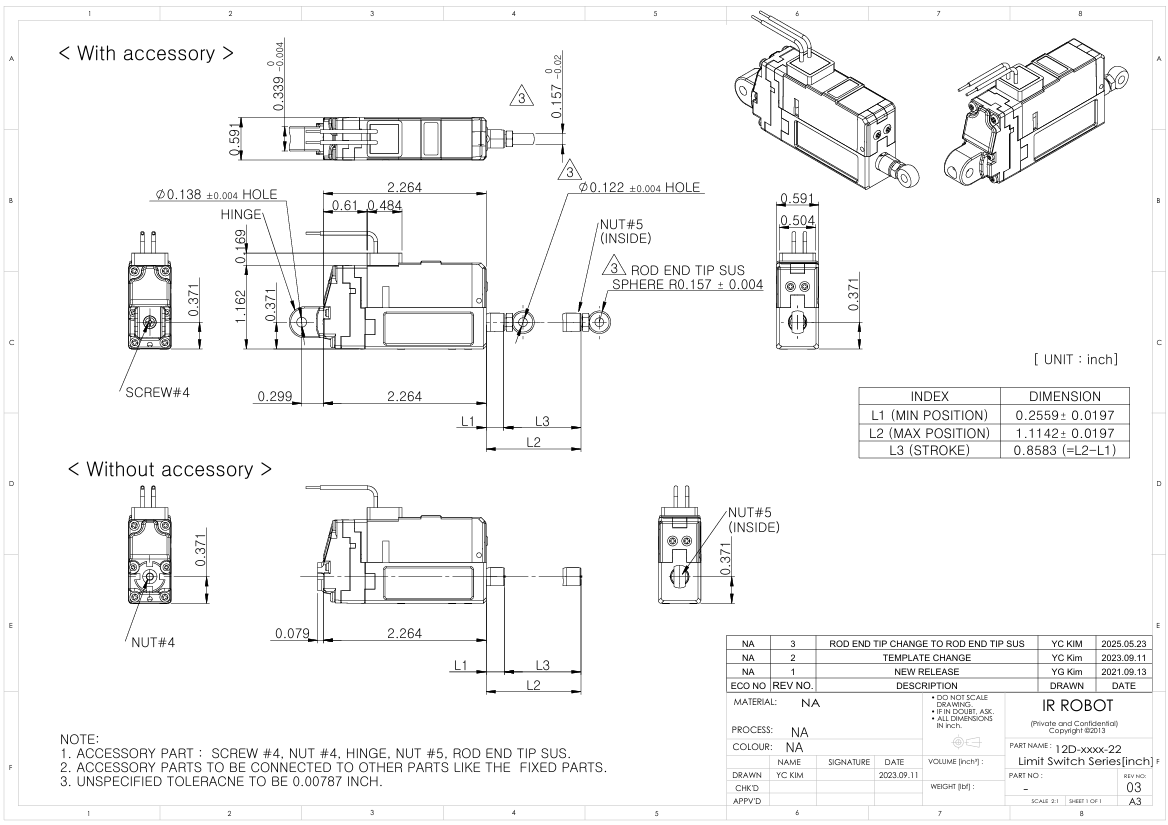 1 2 3 4 5 6 7 8
A
B
C
D
E
F
< With accessory >
0.339 0 -0.004
0.591
3
0.157 0 -0.02
2.264
Ø0.138 ±0.004 HOLE
HINGE
0.61
0.484
0.169
1.162
0.371
0.371
SCREW#4
0.299
2.264
L1
L3
L2
3
Ø0.122 ±0.004 HOLE
NUT#5
(INSIDE)
3 ROD END TIP SUS
SPHERE R0.157 ± 0.004
0.591
0.504
0.371
[ UNIT : inch]
INDEX DIMENSION
L1 (MIN POSITION) 0.2559± 0.0197
L2 (MAX POSITION) 1.1142± 0.0197
L3 (STROKE) 0.8583 (=L2-L1)
< Without accessory >
0.371
NUT#4
0.079
2.264
L1
L3
L2
NUT#5
(INSIDE)
0.371
NOTE:
1. ACCESSORY PART : SCREW #4, NUT #4, HINGE, NUT #5, ROD END TIP SUS.
2. ACCESSORY PARTS TO BE CONNECTED TO OTHER PARTS LIKE THE FIXED PARTS.
3. UNSPECIFIED TOLERACNE TO BE 0.00787 INCH.
NA 3 ROD END TIP CHANGE TO ROD END TIP SUS YC KIM 2025.05.23
NA 2 TEMPLATE CHANGE YC Kim 2023.09.11
NA 1 NEW RELEASE YG Kim 2021.09.13
ECO NO REV NO. DESCRIPTION DRAWN DATE
MATERIAL: NA
PROCESS: NA
COLOUR: NA
• DO NOT SCALE
DRAWING.
• IF IN DOUBT, ASK.
• ALL DIMENSIONS
IN inch.
IR ROBOT
(Private and Confidential)
Copyright ©2013
PART NAME : 12D-xxxx-22
Limit Switch Series[inch]
NAME SIGNATURE DATE
DRAWN YC KIM 2023.09.11
CHK'D
APPV'D
VOLUME [inch³] :
WEIGHT [lbf] :
PART NO : -
REV NO: 03
SCALE 2:1 SHEET 1 OF 1 A3
A
B
C
D
E
F
1 2 3 4 5 6 7 8